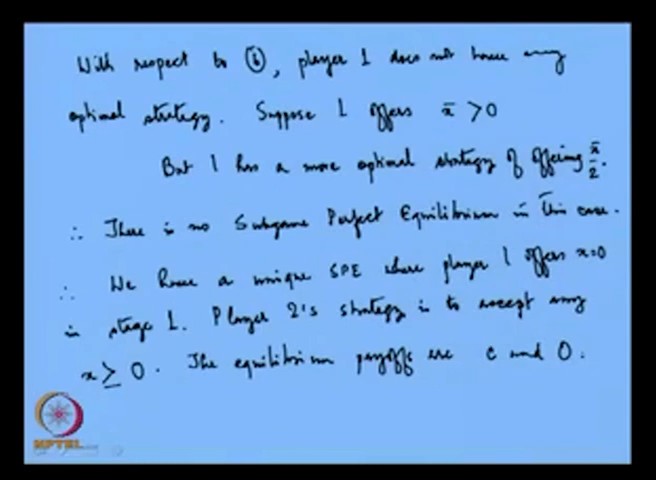 With respect to ⓑ, player 1 does not have any
optimal strategy. Suppose 1 offers x̄ > 0
But 1 has a more optimal strategy of offering x̄/2.
∴ There is no Subgame Perfect Equilibrium in this case.
∴ We have a unique SPE where player 1 offers x=0
in stage 1. Player 2's strategy is to accept any
x ≥ 0. The equilibrium payoffs are c and 0.
NPTEL